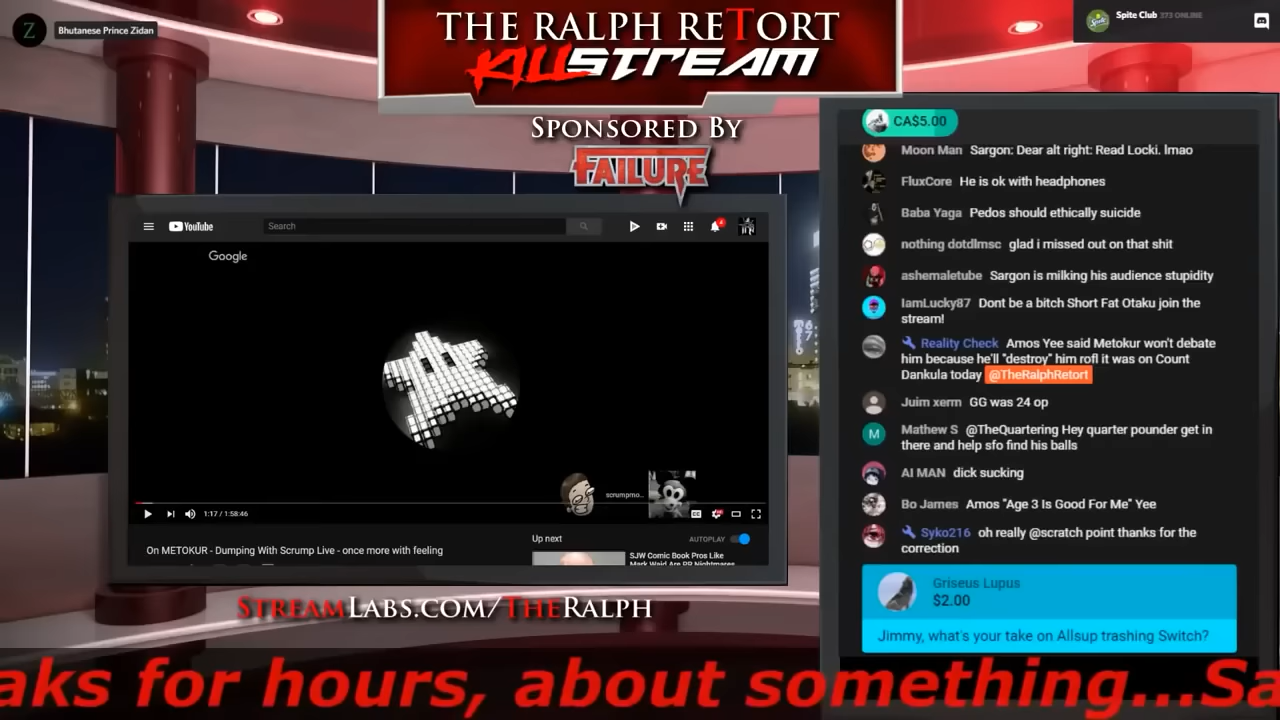 Z
Bhutanese Prince Zidan
THE RALPH RETORT
KILLSTREAM
SPONSORED BY
FAILURE
Spite Club 373 ONLINE
YouTube
Search
Google
scrumpmo...
1:17 / 1:58:46
On METOKUR - Dumping With Scrump Live - once more with feeling
Up next
AUTOPLAY
SJW Comic Book Pros Like
Mark Waid Are PR Nightmares
STREAMLABS.COM/THERALPH
CA$5.00
Moon Man Sargon: Dear alt right: Read Locki. lmao
FluxCore He is ok with headphones
Baba Yaga Pedos should ethically suicide
nothing dotdlmsc glad i missed out on that shit
ashemaletube Sargon is milking his audience stupidity
IamLucky87 Dont be a bitch Short Fat Otaku join the
stream!
Reality Check Amos Yee said Metokur won't debate
him because he'll "destroy" him rofl it was on Count
Dankula today @TheRalphRetort
Juim xerm GG was 24 op
M
Mathew S @TheQuartering Hey quarter pounder get in
there and help sfo find his balls
AI MAN dick sucking
Bo James Amos "Age 3 Is Good For Me" Yee
Syko216 oh really @scratch point thanks for the
correction
Griseus Lupus
$2.00
Jimmy, what's your take on Allsup trashing Switch?
aks for hours, about something...Sa